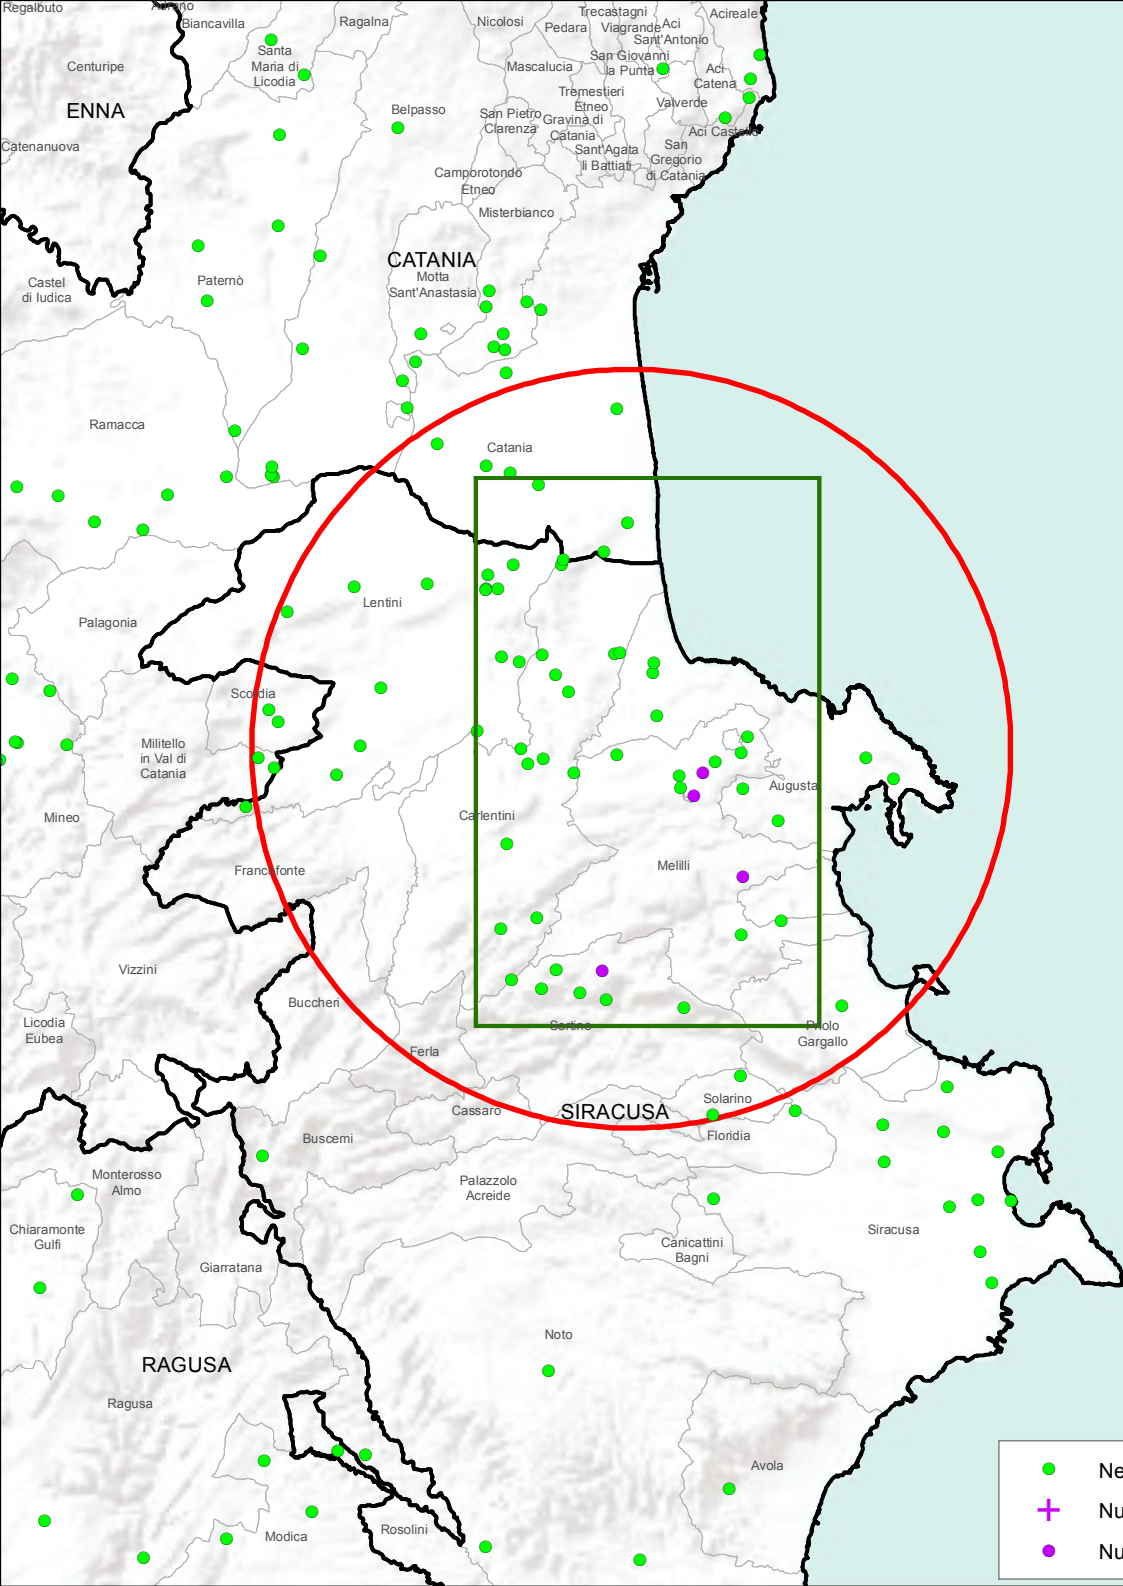 Regalbuto
Adrano
Biancavilla
Ragalna
Nicolosi
Trecastagni
Pedara
Viagrande
Aci
Sant'Antonio
Acireale
Centuripe
Santa
Maria di
Licodia
Mascalucia
San Giovanni
la Punta
Aci
Catena
ENNA
Belpasso
San Pietro
Clarenza
Tremestieri
Etneo
Gravina di
Catania
Valverde
Aci Castello
Catenanuova
Sant'Agata
li Battiati
San
Gregorio
di Catania
Camporotondo
Etneo
Misterbianco
CATANIA
Motta
Sant'Anastasia
Castel
di Iudica
Paternò
Ramacca
Catania
Lentini
Palagonia
Scordia
Militello
in Val di
Catania
Augusta
Mineo
Carlentini
Melilli
Francofonte
Vizzini
Buccheri
Licodia
Eubea
Sortino
Priolo
Gargallo
Ferla
Cassaro
SIRACUSA
Solarino
Floridia
Buscemi
Monterosso
Almo
Palazzolo
Acreide
Chiaramonte
Gulfi
Siracusa
Canicattini
Bagni
Giarratana
Noto
RAGUSA
Ragusa
Avola
Modica
Rosolini
Ne
Nu
Nu